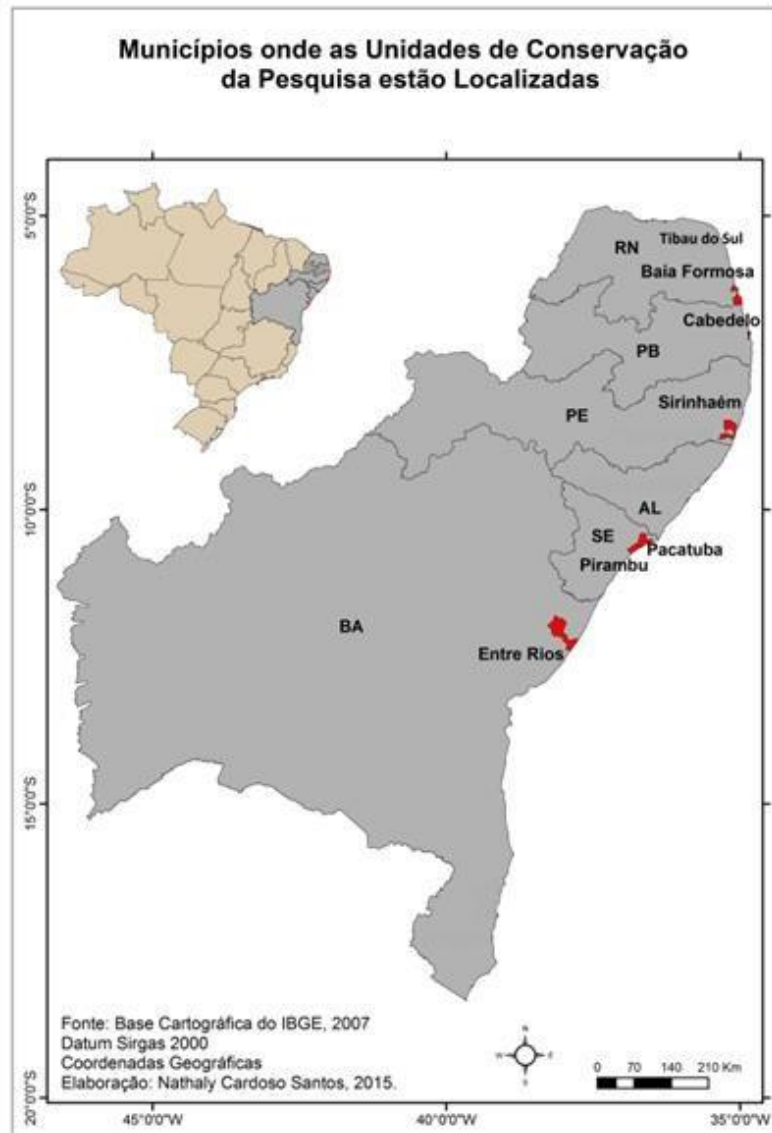 Municípios onde as Unidades de Conservação
da Pesquisa estão Localizadas
5°0'0"S
10°0'0"S
15°0'0"S
20°0'0"S
Tibau do Sul
RN
Baia Formosa
Cabedelo
PB
Sirinhaém
PE
AL
SE
Pacatuba
Pirambu
BA
Entre Rios
Fonte: Base Cartográfica do IBGE, 2007
Datum Sirgas 2000
Coordenadas Geográficas
Elaboração: Nathaly Cardoso Santos, 2015.
N
W
E
S
0 70 140 210 Km
45°0'0"W
40°0'0"W
35°0'0"W